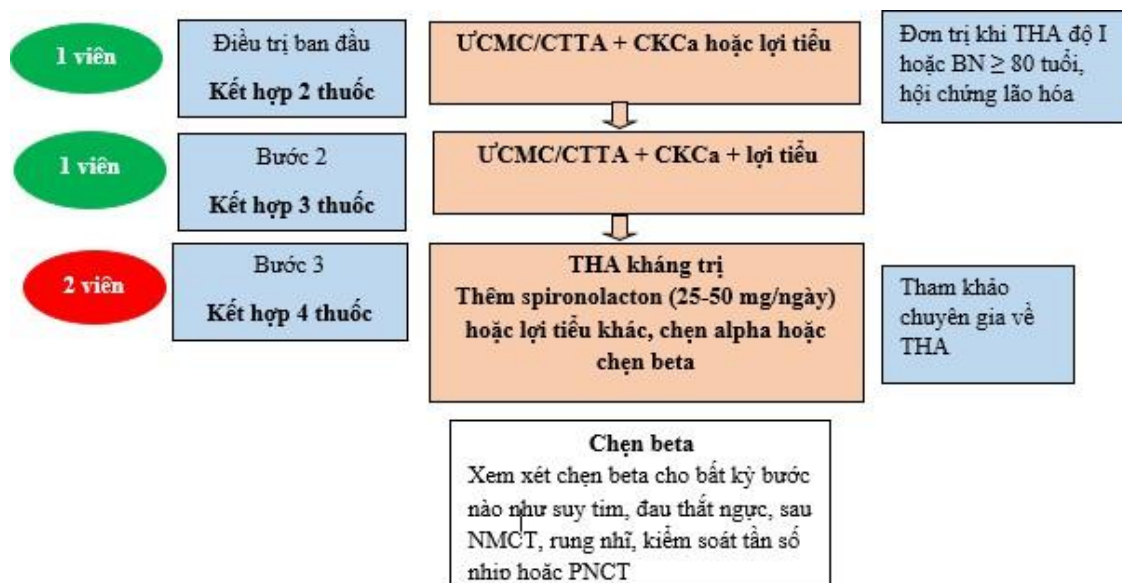 1 viên
Điều trị ban đầu
Kết hợp 2 thuốc
ƯCMC/CTTA + CKCa hoặc lợi tiểu
Đơn trị khi THA độ I
hoặc BN ≥ 80 tuổi,
hội chứng lão hóa
1 viên
Bước 2
Kết hợp 3 thuốc
ƯCMC/CTTA + CKCa + lợi tiểu
2 viên
Bước 3
Kết hợp 4 thuốc
THA kháng trị
Thêm spironolacton (25-50 mg/ngày)
hoặc lợi tiểu khác, chẹn alpha hoặc
chẹn beta
Tham khảo
chuyên gia về
THA
Chẹn beta
Xem xét chẹn beta cho bất kỳ bước
nào như suy tim, đau thắt ngực, sau
NMCT, rung nhĩ, kiểm soát tần số
nhịp hoặc PNCT